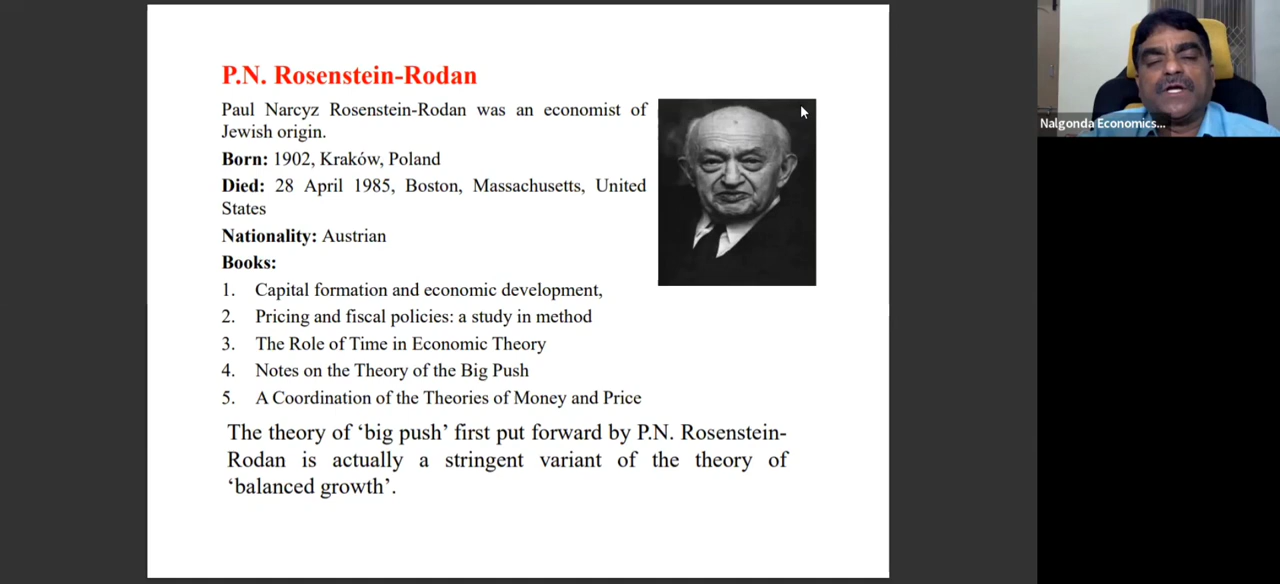 P.N. Rosenstein-Rodan
Paul Narcyz Rosenstein-Rodan was an economist of
Jewish origin.
Born: 1902, Kraków, Poland
Died: 28 April 1985, Boston, Massachusetts, United
States
Nationality: Austrian
Books:
1. Capital formation and economic development,
2. Pricing and fiscal policies: a study in method
3. The Role of Time in Economic Theory
4. Notes on the Theory of the Big Push
5. A Coordination of the Theories of Money and Price
The theory of ‘big push’ first put forward by P.N. Rosenstein-
Rodan is actually a stringent variant of the theory of
‘balanced growth’.
Nalgonda Economics...